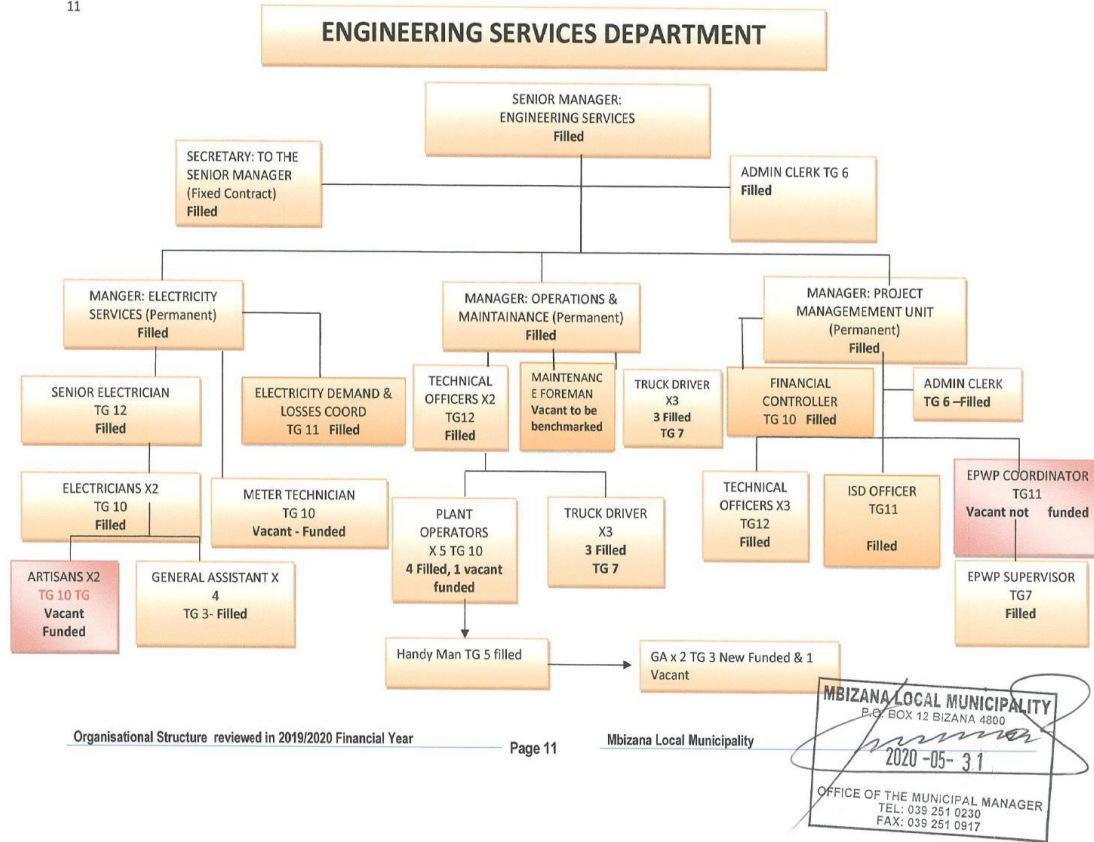 11
ENGINEERING SERVICES DEPARTMENT
SENIOR MANAGER:
ENGINEERING SERVICES
Filled
SECRETARY: TO THE
SENIOR MANAGER
(Fixed Contract)
Filled
ADMIN CLERK TG 6
Filled
MANGER: ELECTRICITY
SERVICES (Permanent)
Filled
MANAGER: OPERATIONS &
MAINTAINANCE (Permanent)
Filled
MANAGER: PROJECT
MANAGEMEMENT UNIT
(Permanent)
Filled
SENIOR ELECTRICIAN
TG 12
Filled
ELECTRICITY DEMAND &
LOSSES COORD
TG 11 Filled
TECHNICAL
OFFICERS X2
TG12
Filled
MAINTENANC
E FOREMAN
Vacant to be
benchmarked
TRUCK DRIVER
X3
3 Filled
TG 7
FINANCIAL
CONTROLLER
TG 10 Filled
ADMIN CLERK
TG 6 –Filled
ELECTRICIANS X2
TG 10
Filled
METER TECHNICIAN
TG 10
Vacant - Funded
PLANT
OPERATORS
X 5 TG 10
4 Filled, 1 vacant
funded
TRUCK DRIVER
X3
3 Filled
TG 7
TECHNICAL
OFFICERS X3
TG12
Filled
ISD OFFICER
TG11
Filled
EPWP COORDINATOR
TG11
Vacant not funded
ARTISANS X2
TG 10 TG
Vacant
Funded
GENERAL ASSISTANT X
4
TG 3- Filled
EPWP SUPERVISOR
TG7
Filled
Handy Man TG 5 filled
GA x 2 TG 3 New Funded & 1
Vacant
MBIZANA LOCAL MUNICIPALITY
P.O. BOX 12 BIZANA 4800
2020 -05- 31
OFFICE OF THE MUNICIPAL MANAGER
TEL: 039 251 0230
FAX: 039 251 0917
Organisational Structure reviewed in 2019/2020 Financial Year
Page 11
Mbizana Local Municipality